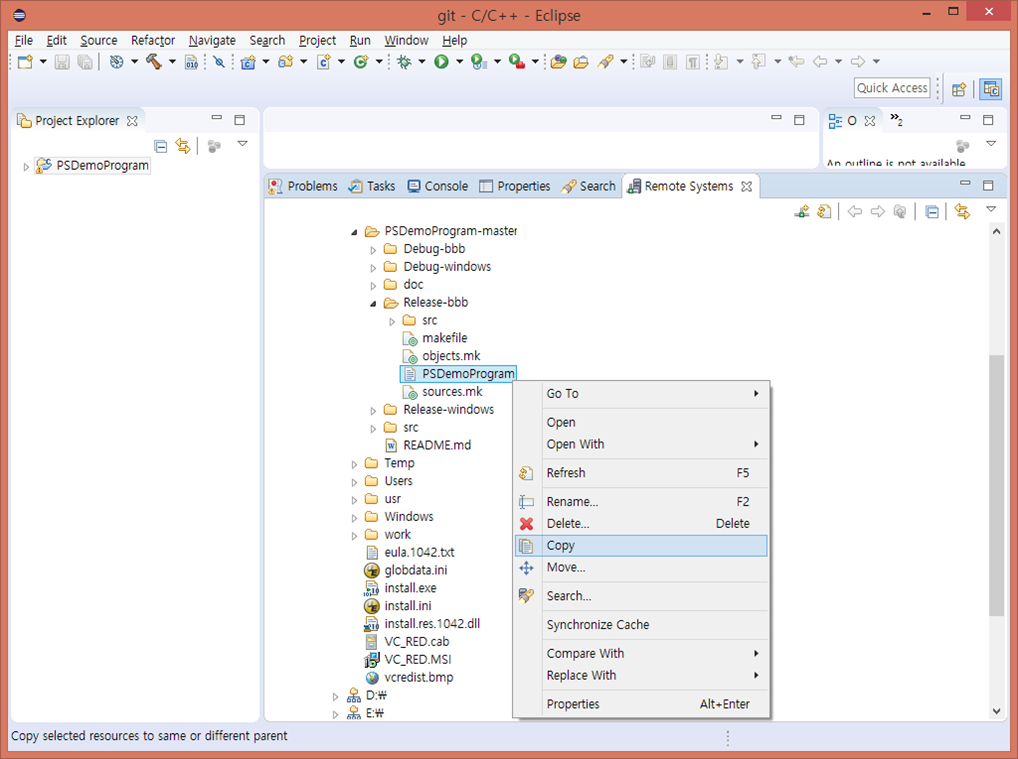 git - C/C++ - Eclipse
File Edit Source Refactor Navigate Search Project Run Window Help
Quick Access
Project Explorer
O
»2
PSDemoProgram
An outline is not available.
Problems Tasks Console Properties Search Remote Systems
PSDemoProgram-master
Debug-bbb
Debug-windows
doc
Release-bbb
src
makefile
objects.mk
PSDemoProgram
sources.mk
Release-windows
src
README.md
Temp
Users
usr
Windows
work
eula.1042.txt
globdata.ini
install.exe
install.ini
install.res.1042.dll
VC_RED.cab
VC_RED.MSI
vcredist.bmp
D:₩
E:₩
Go To
Open
Open With
Refresh F5
Rename... F2
Delete... Delete
Copy
Move...
Search...
Synchronize Cache
Compare With
Replace With
Properties Alt+Enter
Copy selected resources to same or different parent